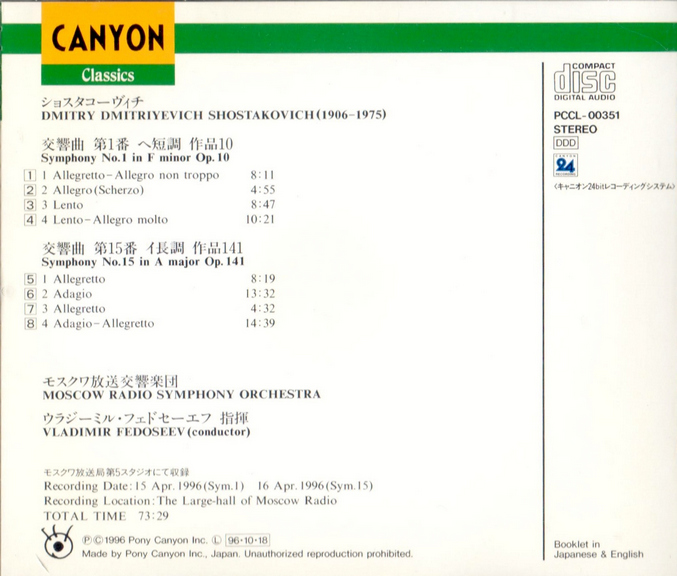 CANYON
Classics
ショスタコーヴィチ
DMITRY DMITRIYEVICH SHOSTAKOVICH(1906-1975)
交響曲 第1番 ヘ短調 作品10
Symphony No.1 in F minor Op.10
1 1 Allegretto-Allegro non troppo 8:11
2 2 Allegro(Scherzo) 4:55
3 3 Lento 8:47
4 4 Lento-Allegro molto 10:21
交響曲 第15番 イ長調 作品141
Symphony No.15 in A major Op.141
5 1 Allegretto 8:19
6 2 Adagio 13:32
7 3 Allegretto 4:32
8 4 Adagio-Allegretto 14:39
モスクワ放送交響楽団
MOSCOW RADIO SYMPHONY ORCHESTRA
ウラジーミル・フェドセーエフ 指揮
VLADIMIR FEDOSEEV(conductor)
モスクワ放送局第5スタジオにて収録
Recording Date:15 Apr.1996(Sym.1) 16 Apr.1996(Sym.15)
Recording Location:The Large-hall of Moscow Radio
TOTAL TIME 73:29
ⓅⒸ1996 Pony Canyon Inc. Ⓛ 96・10・18
Made by Pony Canyon Inc., Japan. Unauthorized reproduction prohibited.
COMPACT
disc
DIGITAL AUDIO
PCCL-00351
STEREO
DDD
24
〈キャニオン24bitレコーディングシステム〉
Booklet in
Japanese & English